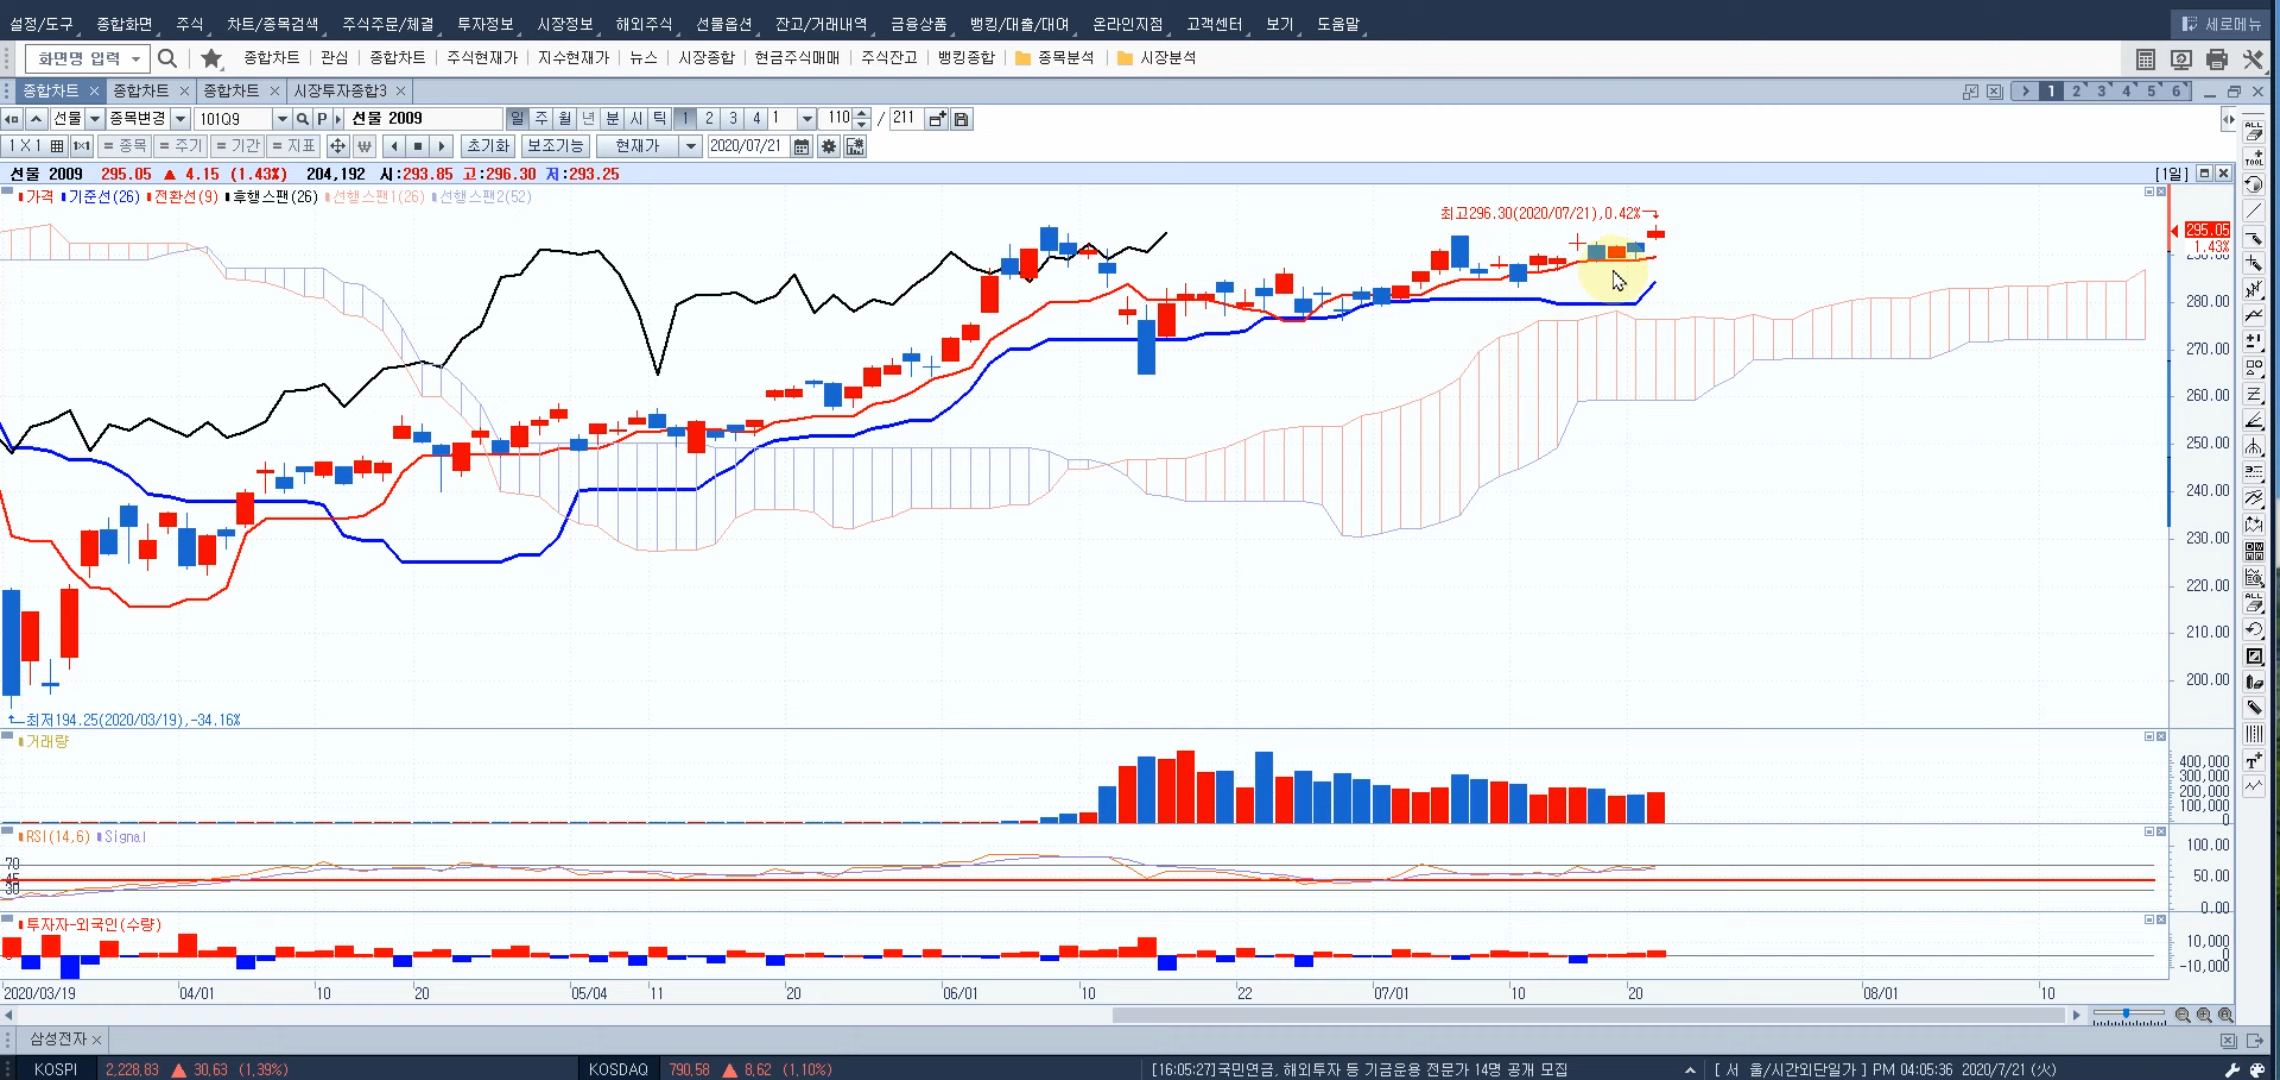 설정/도구 종합화면 주식 차트/종목검색 주식주문/체결 투자정보 시장정보 해외주식 선물옵션 잔고/거래내역 금융상품 뱅킹/대출/대여 온라인지점 고객센터 보기 도움말 세로메뉴
화면명 입력 종합차트 관심 종합차트 주식현재가 지수현재가 뉴스 시장종합 현금주식매매 주식잔고 뱅킹종합 종목분석 시장분석
종합차트 종합차트 종합차트 시장투자종합3 1 2 3 4 5 6
선물 종목변경 101Q9 P 선물 2009 일 주 월 년 분 시 틱 1 2 3 4 1 110 / 211
1X1 1x1 = 종목 = 주기 = 기간 = 지표 ₩ 초기화 보조기능 현재가 2020/07/21
선물 2009 295.05 ▲ 4.15 (1.43%) 204,192 시:293.85 고:296.30 저:293.25 [1일]
가격 기준선(26) 전환선(9) 후행스팬(26) 선행스팬1(26) 선행스팬2(52)
최고296.30(2020/07/21),0.42%
295.05
1.43%
280.00
270.00
260.00
250.00
240.00
230.00
220.00
210.00
200.00
최저194.25(2020/03/19),-34.16%
거래량
400,000
300,000
200,000
100,000
0
RSI(14,6) Signal
100.00
50.00
0.00
70
45
30
투자자-외국인(수량)
10,000
0
-10,000
2020/03/19 04/01 10 20 05/04 11 20 06/01 10 22 07/01 10 20 08/01 10
삼성전자
KOSPI 2,228.83 ▲ 30.63 (1.39%) KOSDAQ 790.58 ▲ 8.62 (1.10%) [16:05:27]국민연금, 해외투자 등 기금운용 전문가 14명 공개 모집 [ 서 울/시간외단일가 ] PM 04:05:36 2020/7/21 (火)
ALL
TOOL
ALL